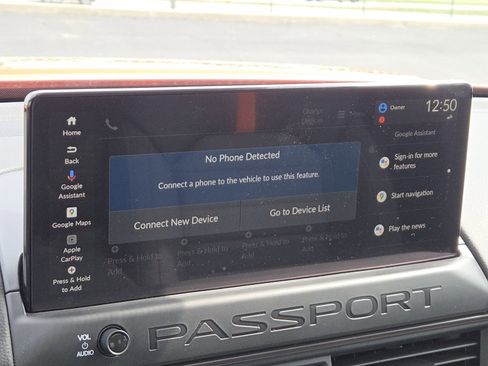 Home
Back
Google
Assistant
Google Maps
Apple
CarPlay
Press & Hold
to Add
Change
No Phone Detected
Connect a phone to the vehicle to use this feature.
Connect New Device
Go to Device List
Press & Hold to
Add
Press & Hold to
Add
Press & Hold to
Add
Press & Hold to
Add
Owner
12:50
Google Assistant
Sign-in for more
features
Start navigation
Play the news
VOL
AUDIO
PASSPORT